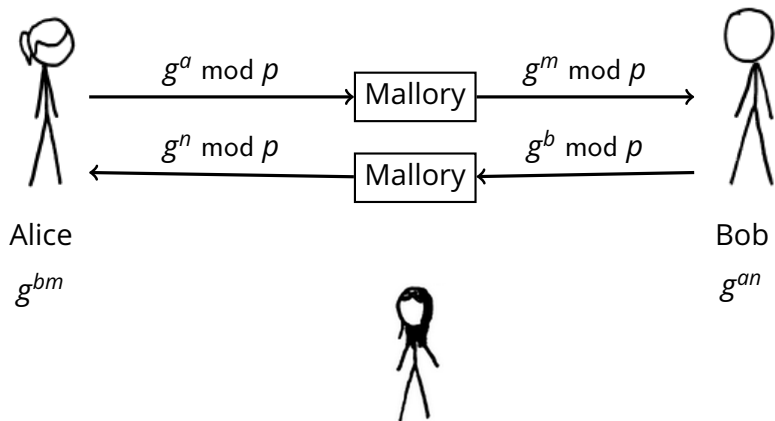 g^a mod p
Mallory
g^m mod p
g^n mod p
Mallory
g^b mod p
Alice
Bob
g^bm
g^an